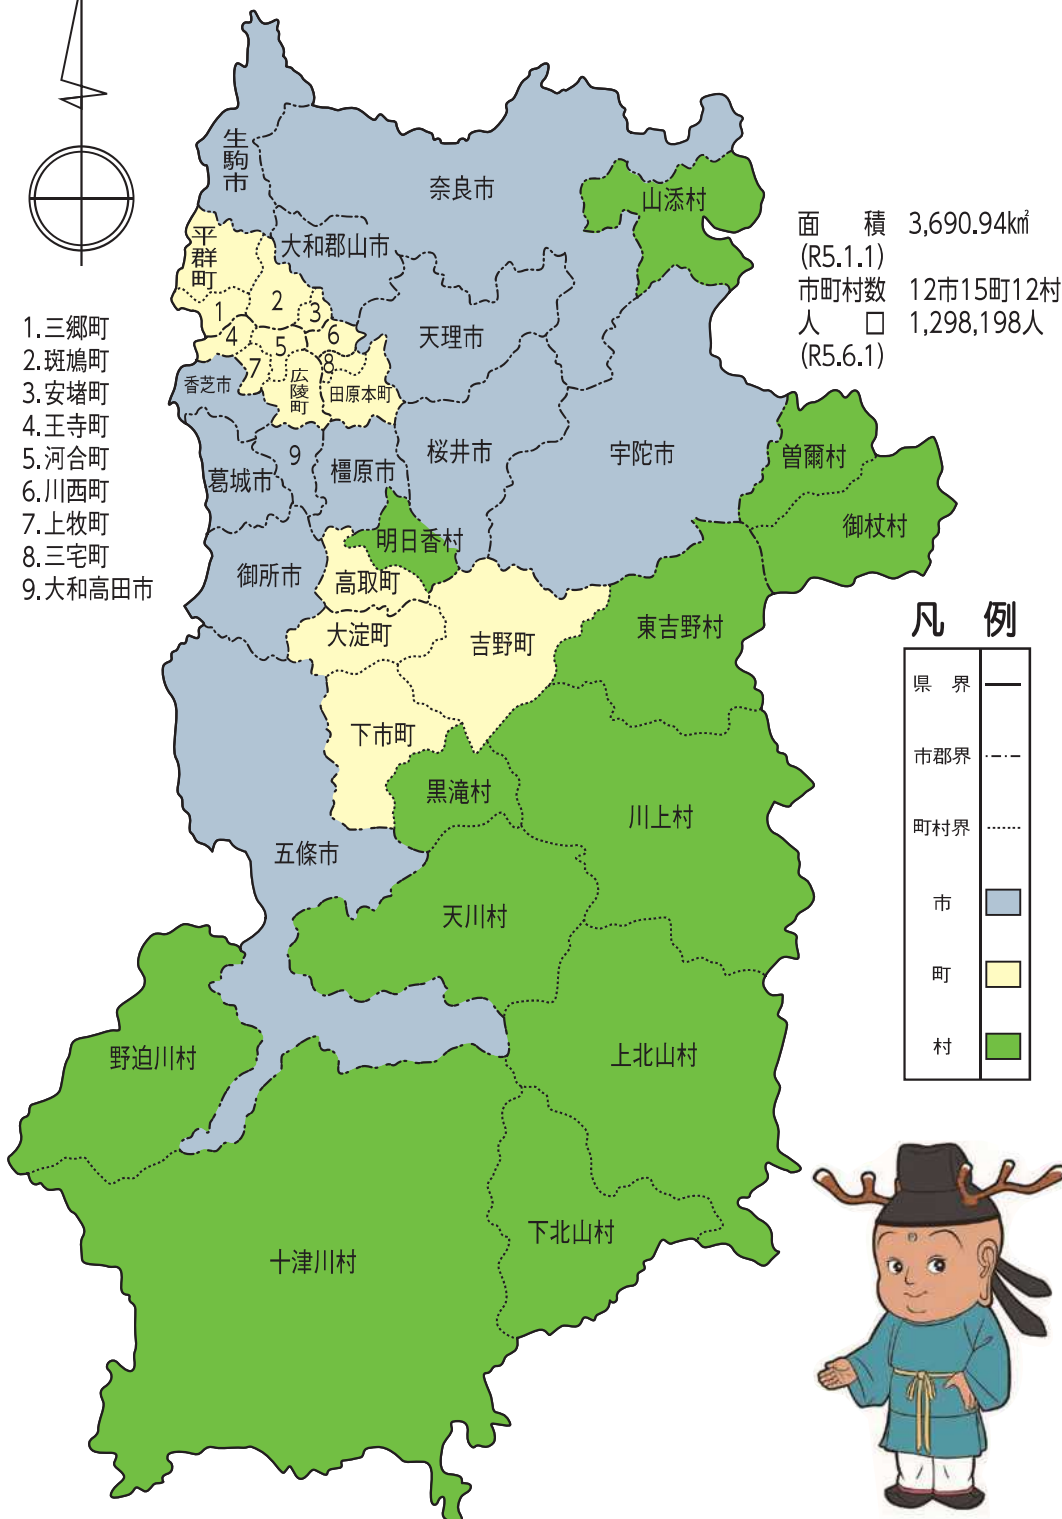 生駒市
奈良市
山添村
平群町
大和郡山市
面　積　3,690.94㎢
(R5.1.1)
市町村数　12市15町12村
人　口　1,298,198人
(R5.6.1)
1.三郷町
2.斑鳩町
3.安堵町
4.王寺町
5.河合町
6.川西町
7.上牧町
8.三宅町
9.大和高田市
1
2
3
4
5
6
7
8
天理市
香芝市
広陵町
田原本町
葛城市
9
橿原市
桜井市
宇陀市
曽爾村
御杖村
明日香村
御所市
高取町
大淀町
吉野町
東吉野村
下市町
黒滝村
川上村
五條市
天川村
野迫川村
上北山村
十津川村
下北山村
凡　例
県　界
市郡界
町村界
市
町
村